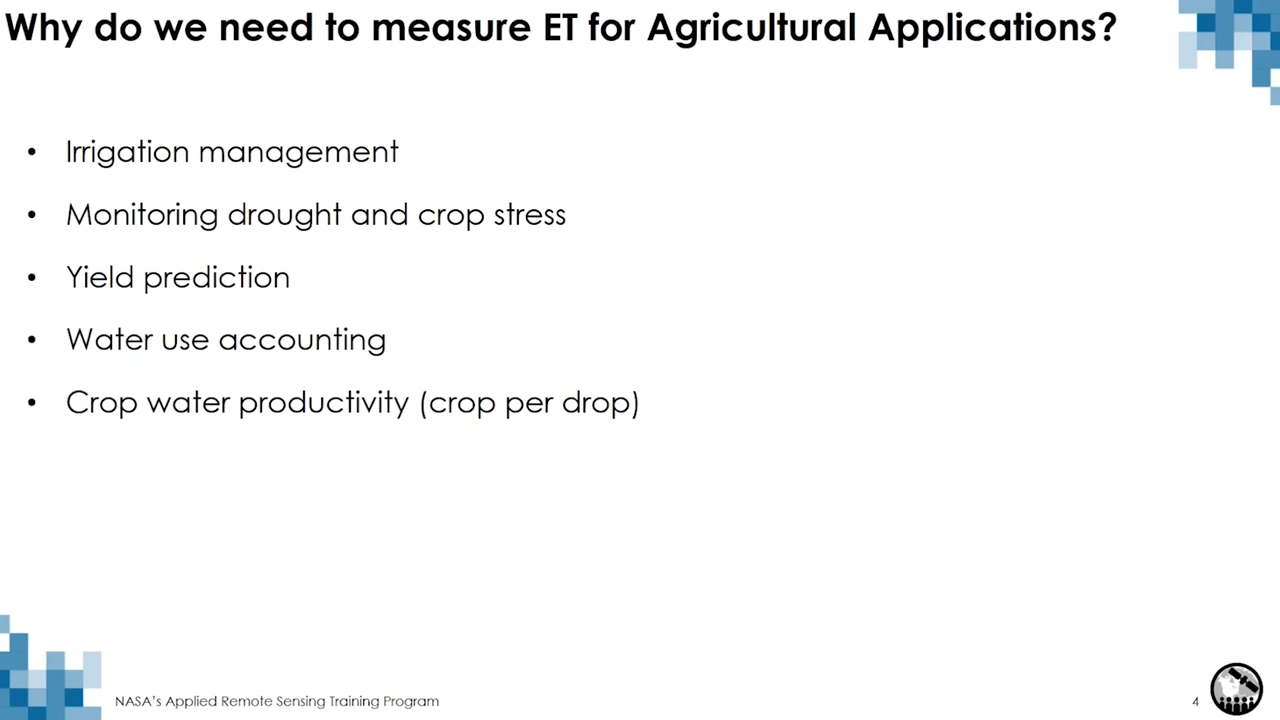 Why do we need to measure ET for Agricultural Applications?
• Irrigation management
• Monitoring drought and crop stress
• Yield prediction
• Water use accounting
• Crop water productivity (crop per drop)
NASA's Applied Remote Sensing Training Program
4